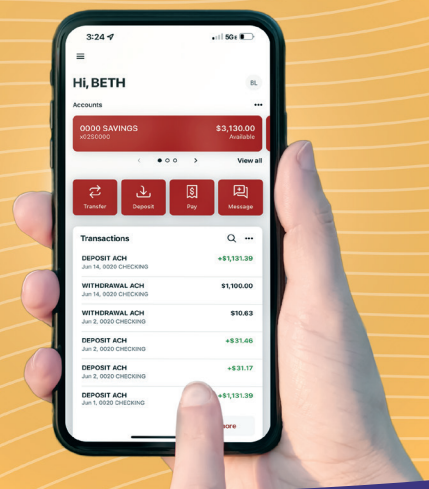 3:24
5G
Hi, BETH
BL
Accounts
0000 SAVINGS $3,130.00
x0250000 Available
View all
Transfer Deposit Pay Message
Transactions
DEPOSIT ACH +$1,131.39
Jun 14, 0020 CHECKING
WITHDRAWAL ACH $1,100.00
Jun 14, 0020 CHECKING
WITHDRAWAL ACH $10.63
Jun 2, 0020 CHECKING
DEPOSIT ACH +$31.46
Jun 2, 0020 CHECKING
DEPOSIT ACH +$31.17
Jun 2, 0020 CHECKING
DEPOSIT ACH +$1,131.39
Jun 1, 0020 CHECKING